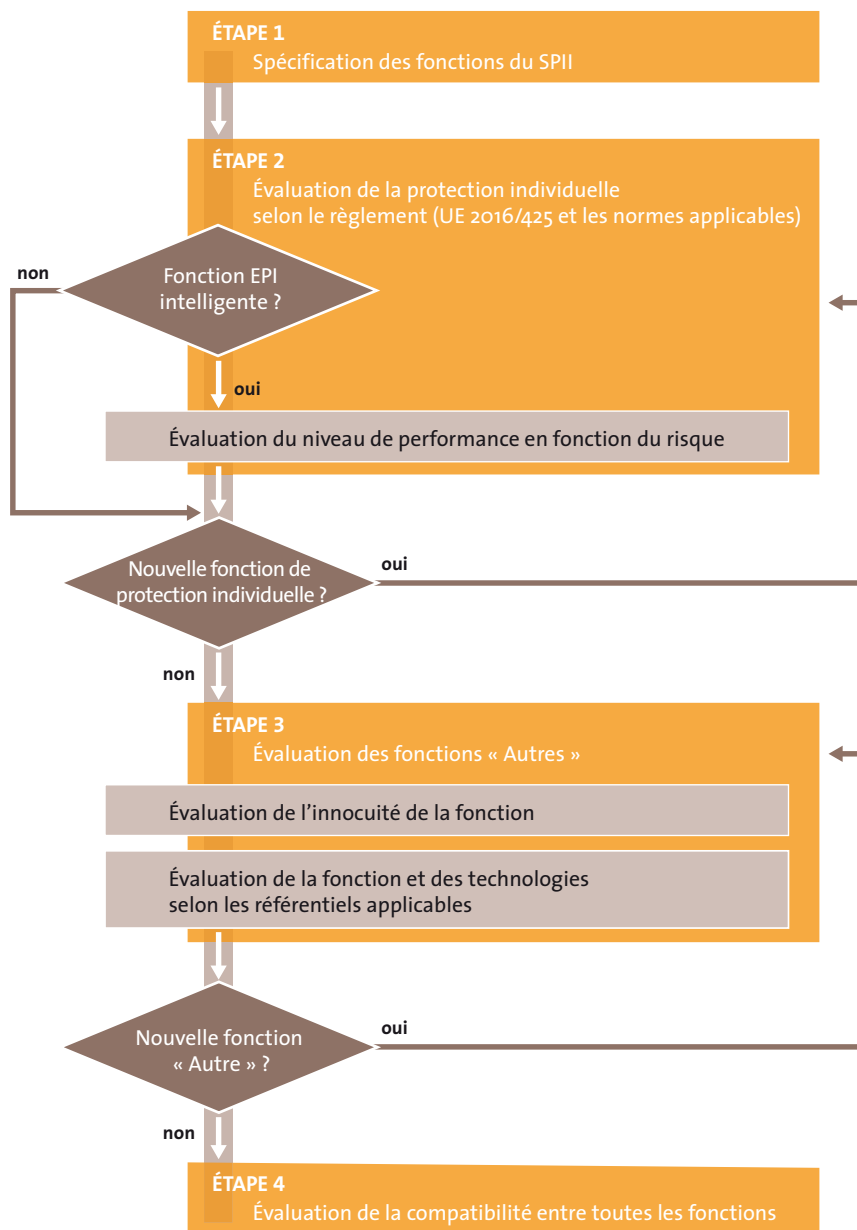 ÉTAPE 1
Spécification des fonctions du SPII
ÉTAPE 2
Évaluation de la protection individuelle
selon le règlement (UE 2016/425 et les normes applicables)
non
Fonction EPI
intelligente ?
oui
Évaluation du niveau de performance en fonction du risque
Nouvelle fonction de
protection individuelle ?
oui
non
ÉTAPE 3
Évaluation des fonctions « Autres »
Évaluation de l’innocuité de la fonction
Évaluation de la fonction et des technologies
selon les référentiels applicables
Nouvelle fonction
« Autre » ?
oui
non
ÉTAPE 4
Évaluation de la compatibilité entre toutes les fonctions